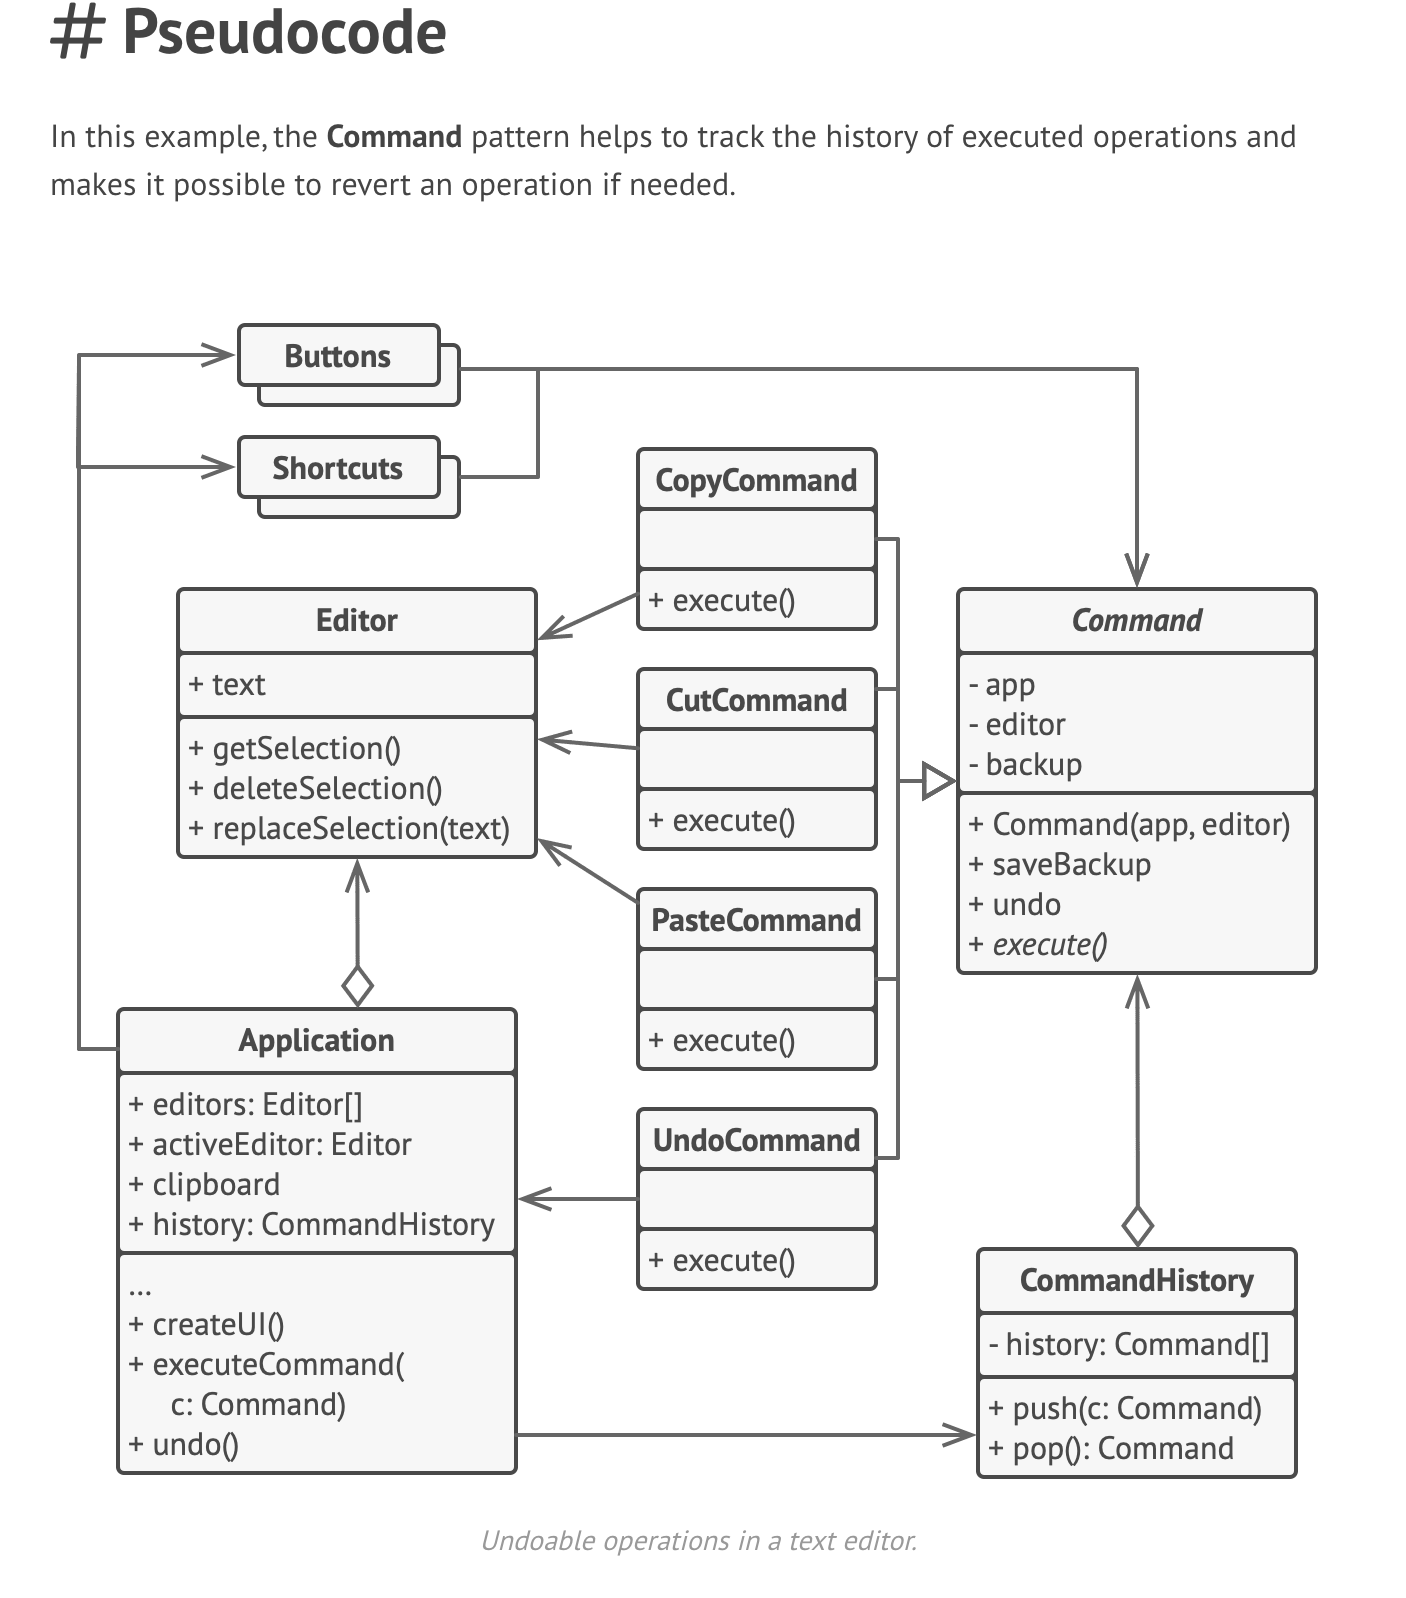 # Pseudocode
In this example, the Command pattern helps to track the history of executed operations and
makes it possible to revert an operation if needed.
Buttons
Shortcuts
CopyCommand
+ execute()
Editor
+ text
+ getSelection()
+ deleteSelection()
+ replaceSelection(text)
CutCommand
+ execute()
Command
- app
- editor
- backup
+ Command(app, editor)
+ saveBackup
+ undo
+ execute()
PasteCommand
+ execute()
Application
+ editors: Editor[]
+ activeEditor: Editor
+ clipboard
+ history: CommandHistory
...
+ createUI()
+ executeCommand(
c: Command)
+ undo()
UndoCommand
+ execute()
CommandHistory
- history: Command[]
+ push(c: Command)
+ pop(): Command
Undoable operations in a text editor.